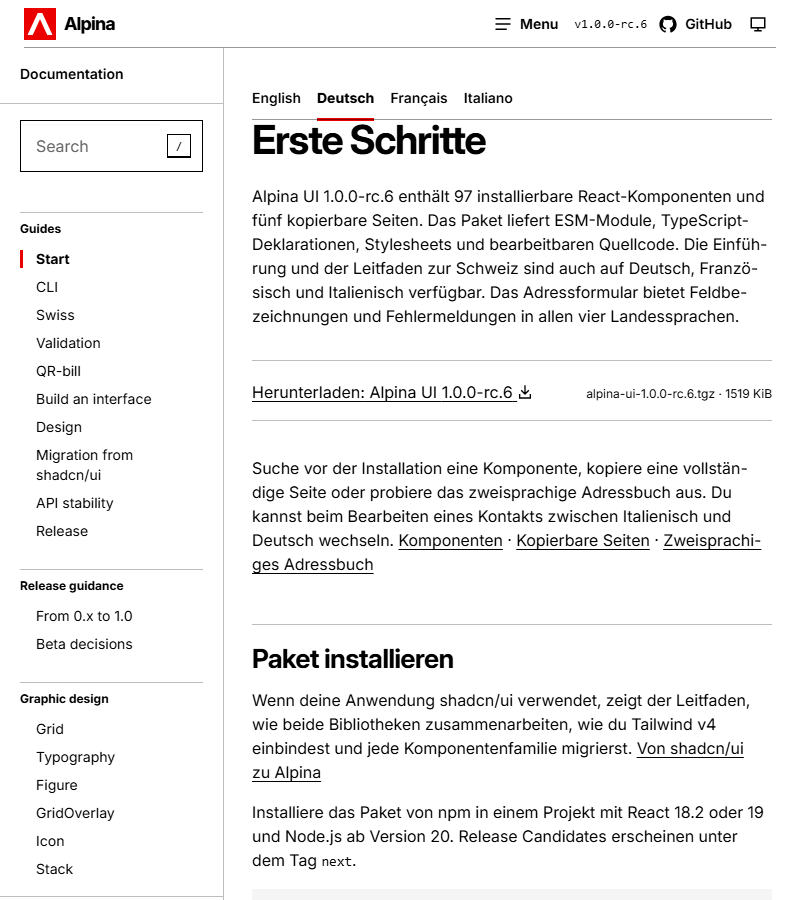 Alpina
Menu
v1.0.0-rc.6
GitHub
Documentation
Search
/
Guides
Start
CLI
Swiss
Validation
QR-bill
Build an interface
Design
Migration from
shadcn/ui
API stability
Release
Release guidance
From 0.x to 1.0
Beta decisions
Graphic design
Grid
Typography
Figure
GridOverlay
Icon
Stack
English Deutsch Français Italiano
Erste Schritte
Alpina UI 1.0.0-rc.6 enthält 97 installierbare React-Komponenten und
fünf kopierbare Seiten. Das Paket liefert ESM-Module, TypeScript-
Deklarationen, Stylesheets und bearbeitbaren Quellcode. Die Einfüh-
rung und der Leitfaden zur Schweiz sind auch auf Deutsch, Franzö-
sisch und Italienisch verfügbar. Das Adressformular bietet Feldbe-
zeichnungen und Fehlermeldungen in allen vier Landessprachen.
Herunterladen: Alpina UI 1.0.0-rc.6
alpina-ui-1.0.0-rc.6.tgz · 1519 KiB
Suche vor der Installation eine Komponente, kopiere eine vollstän-
dige Seite oder probiere das zweisprachige Adressbuch aus. Du
kannst beim Bearbeiten eines Kontakts zwischen Italienisch und
Deutsch wechseln. Komponenten · Kopierbare Seiten · Zweisprachi-
ges Adressbuch
Paket installieren
Wenn deine Anwendung shadcn/ui verwendet, zeigt der Leitfaden,
wie beide Bibliotheken zusammenarbeiten, wie du Tailwind v4
einbindest und jede Komponentenfamilie migrierst. Von shadcn/ui
zu Alpina
Installiere das Paket von npm in einem Projekt mit React 18.2 oder 19
und Node.js ab Version 20. Release Candidates erscheinen unter
dem Tag next.